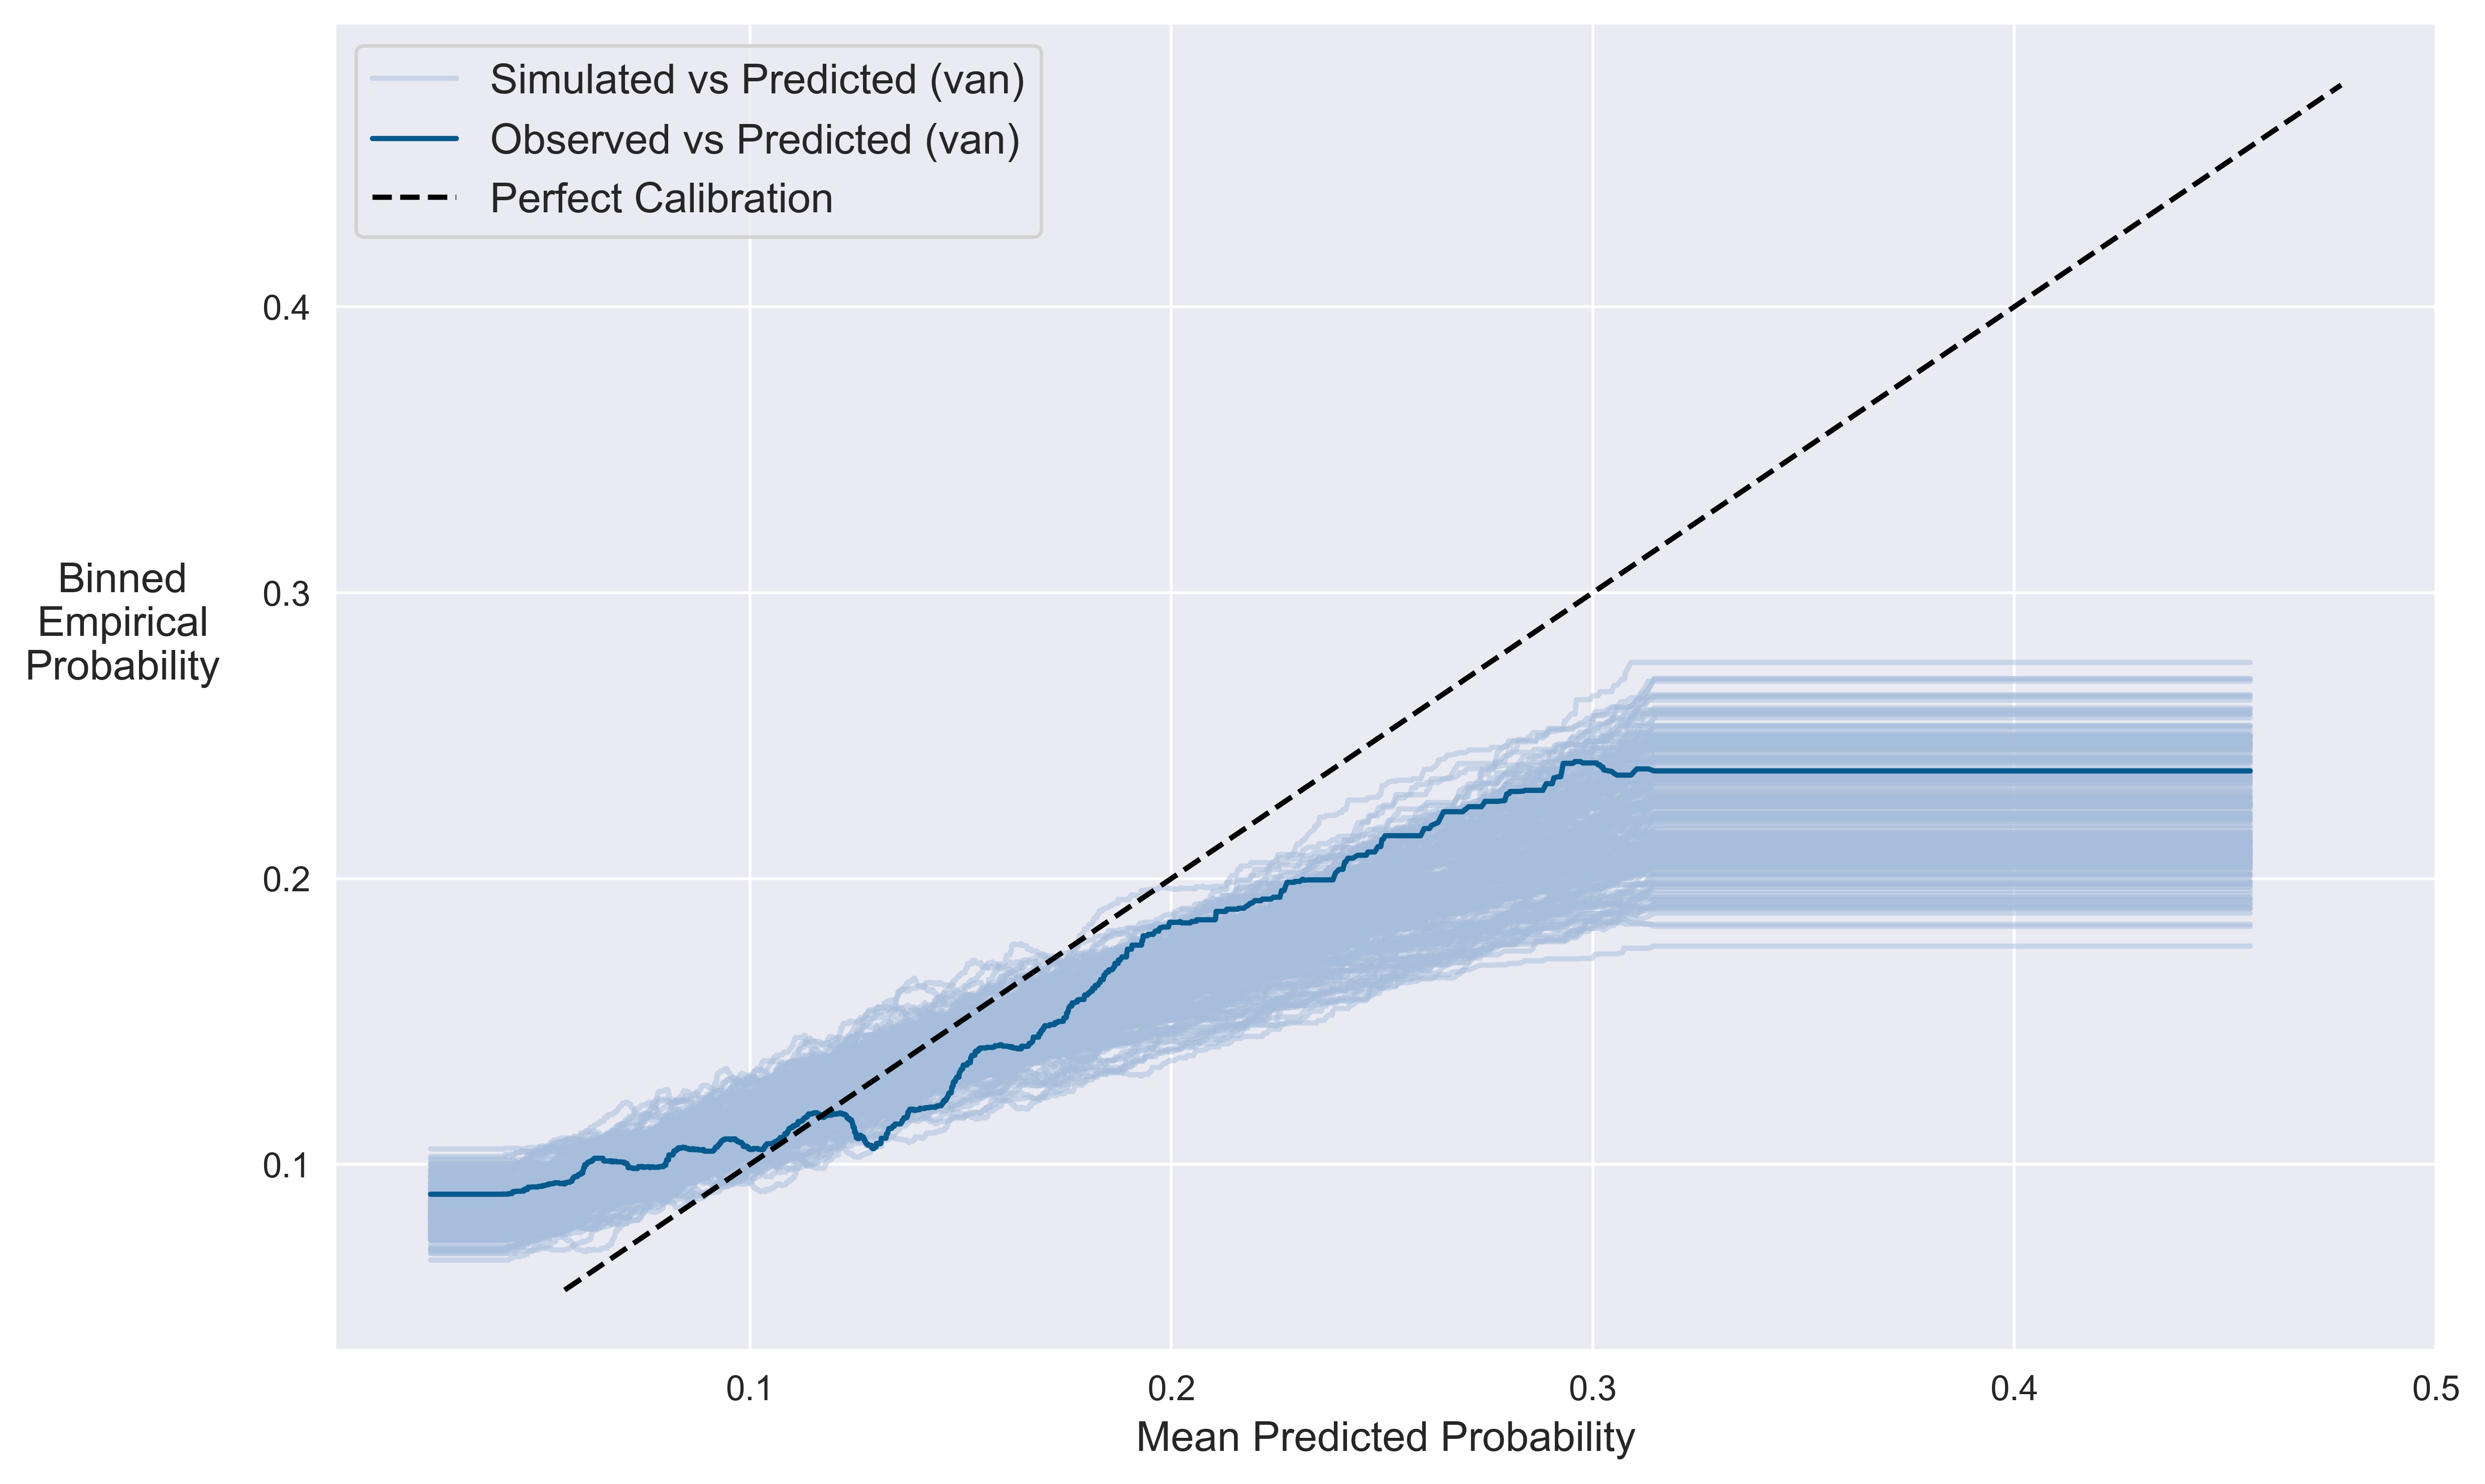 Simulated vs Predicted (van)
Observed vs Predicted (van)
Perfect Calibration
0.4
0.3
0.2
0.1
Binned
Empirical
Probability
0.1
0.2
0.3
0.4
0.5
Mean Predicted Probability